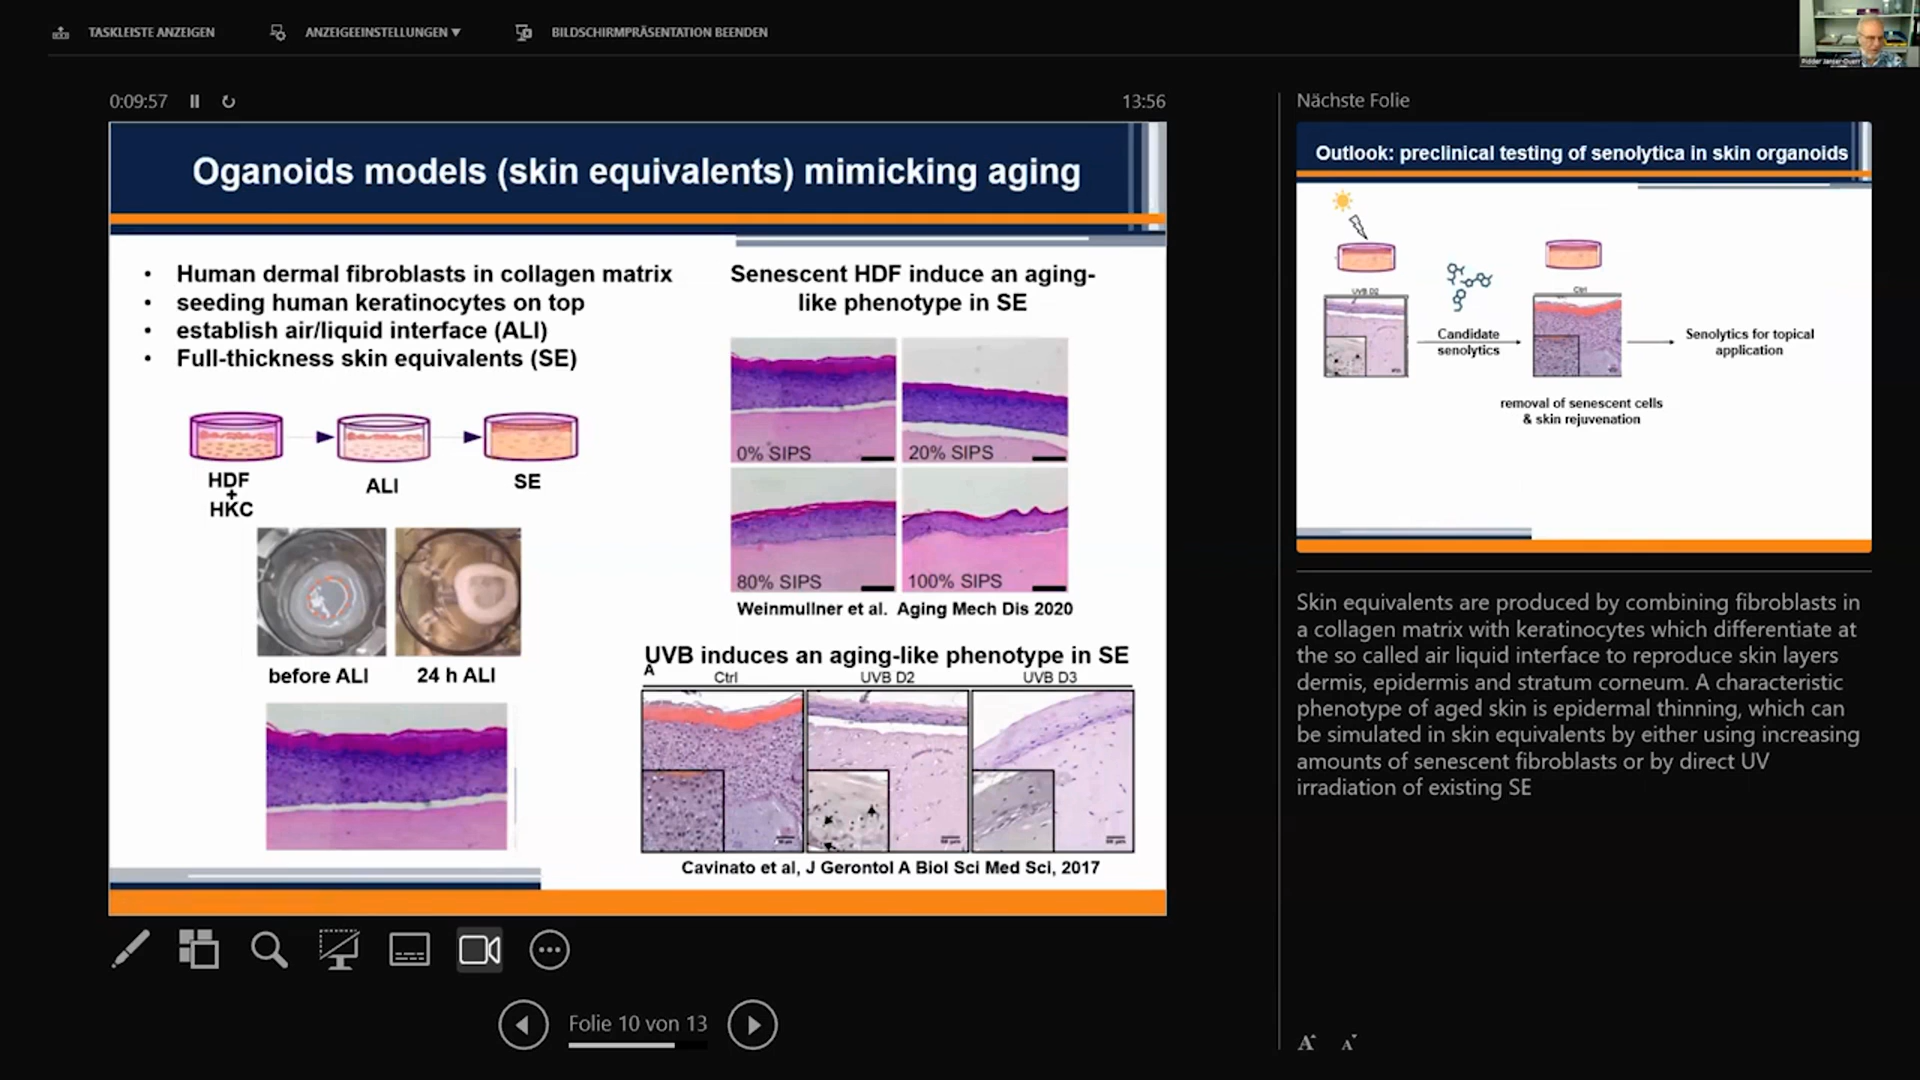 TASKLEISTE ANZEIGEN
ANZEIGEEINSTELLUNGEN ▼
BILDSCHIRMPRÄSENTATION BEENDEN
0:09:57
13:56
Oganoids models (skin equivalents) mimicking aging
• Human dermal fibroblasts in collagen matrix
• seeding human keratinocytes on top
• establish air/liquid interface (ALI)
• Full-thickness skin equivalents (SE)
HDF
+
HKC
ALI
SE
before ALI
24 h ALI
Senescent HDF induce an aging-
like phenotype in SE
0% SIPS
20% SIPS
80% SIPS
100% SIPS
Weinmullner et al. Aging Mech Dis 2020
UVB induces an aging-like phenotype in SE
A
Ctrl
UVB D2
UVB D3
Cavinato et al, J Gerontol A Biol Sci Med Sci, 2017
Folie 10 von 13
Nächste Folie
Outlook: preclinical testing of senolytica in skin organoids
UVB D2
Ctrl
Candidate
senolytics
Senolytics for topical
application
removal of senescent cells
& skin rejuvenation
Skin equivalents are produced by combining fibroblasts in
a collagen matrix with keratinocytes which differentiate at
the so called air liquid interface to reproduce skin layers
dermis, epidermis and stratum corneum. A characteristic
phenotype of aged skin is epidermal thinning, which can
be simulated in skin equivalents by either using increasing
amounts of senescent fibroblasts or by direct UV
irradiation of existing SE
A A